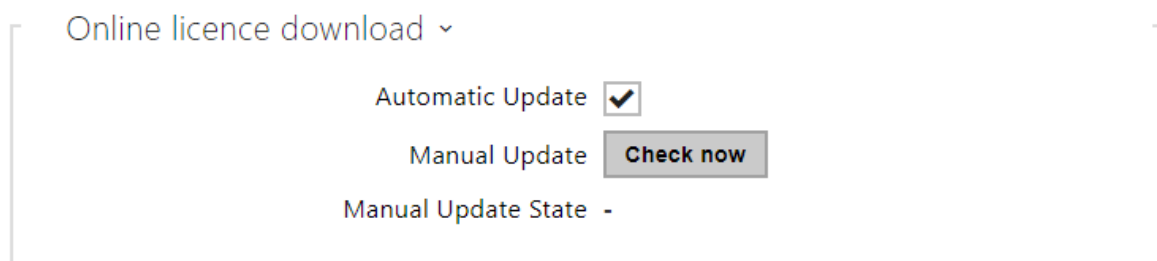 Online licence download
Automatic Update
Manual Update Check now
Manual Update State -